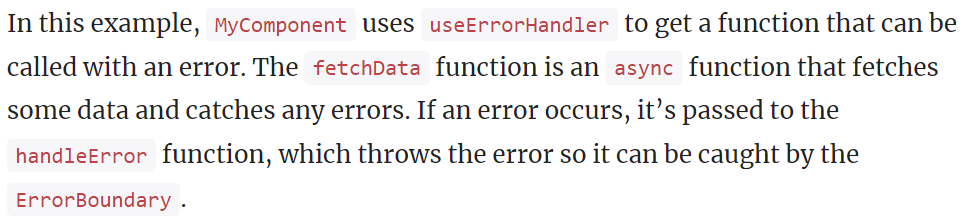 In this example, MyComponent uses useErrorHandler to get a function that can be
called with an error. The fetchData function is an async function that fetches
some data and catches any errors. If an error occurs, it’s passed to the
handleError function, which throws the error so it can be caught by the
ErrorBoundary.